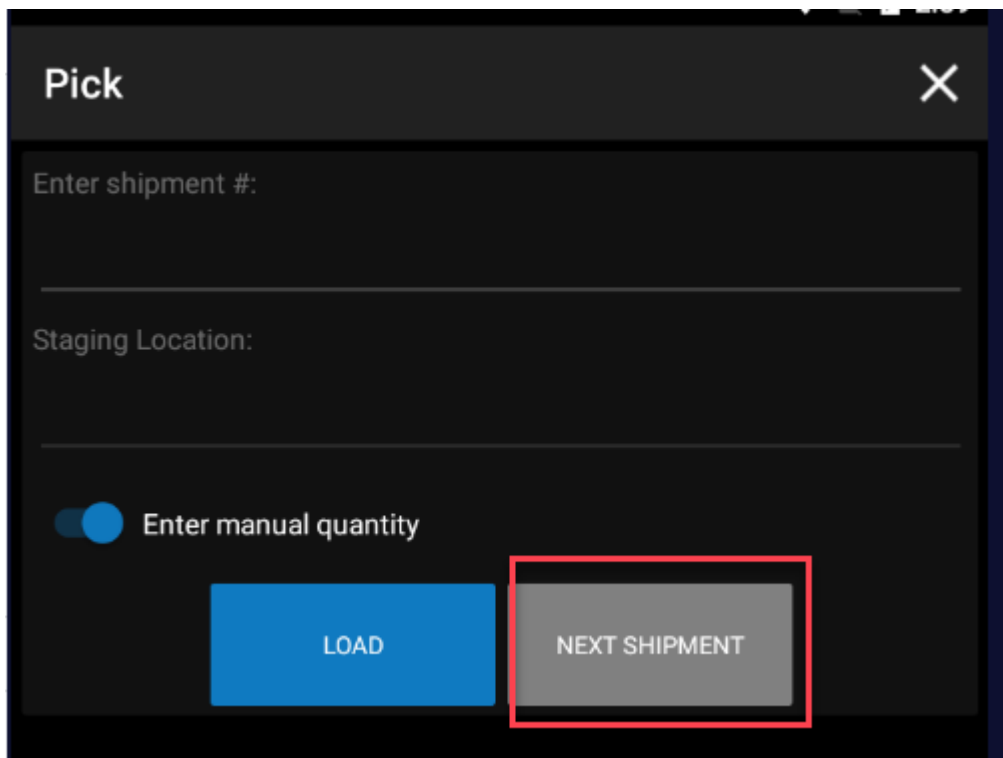 Pick
Enter shipment #:
Staging Location:
Enter manual quantity
LOAD
NEXT SHIPMENT